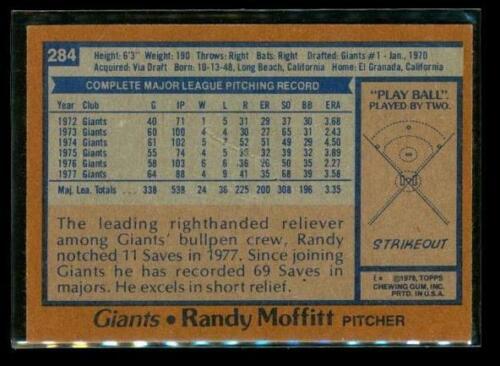 284
Height: 6'3" Weight: 190 Throws: Right Bats: Right Drafted: Giants #1 - Jan., 1970
Acquired: Via Draft Born: 10-13-48, Long Beach, California Home: El Granada, California
COMPLETE MAJOR LEAGUE PITCHING RECORD
Year Club G IP W L R ER SO BB ERA
1972 Giants 40 71 1 5 31 29 37 30 3.68
1973 Giants 60 100 4 4 30 27 65 31 2.43
1974 Giants 61 102 5 52 51 49 29 4.50
1975 Giants 55 74 4 5 32 39 32 3.89
1976 Giants 58 103 6 6 50 35 2.27
1977 Giants 64 88 4 9 39 58 3.58
Maj. Lea. Totals ... 338 538 24 36 225 200 308 196 3.35
"PLAY BALL"
PLAYED BY TWO.
STRIKEOUT
The leading righthanded reliever
among Giants' bullpen crew, Randy
notched 11 Saves in 1977. Since joining
Giants he has recorded 69 Saves in
majors. He excels in short relief.
©1978, TOPPS
CHEWING GUM, INC.
PRTD. IN U.S.A.
Giants • Randy Moffitt PITCHER